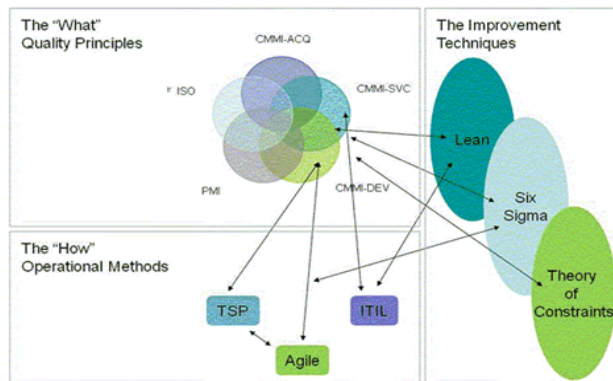 The "What"
Quality Principles
CMMI-ACQ
ISO
CMMI-SVC
PMI
CMMI-DEV
The Improvement
Techniques
Lean
Six
Sigma
Theory
of
Constraints
The "How"
Operational Methods
TSP
ITIL
Agile